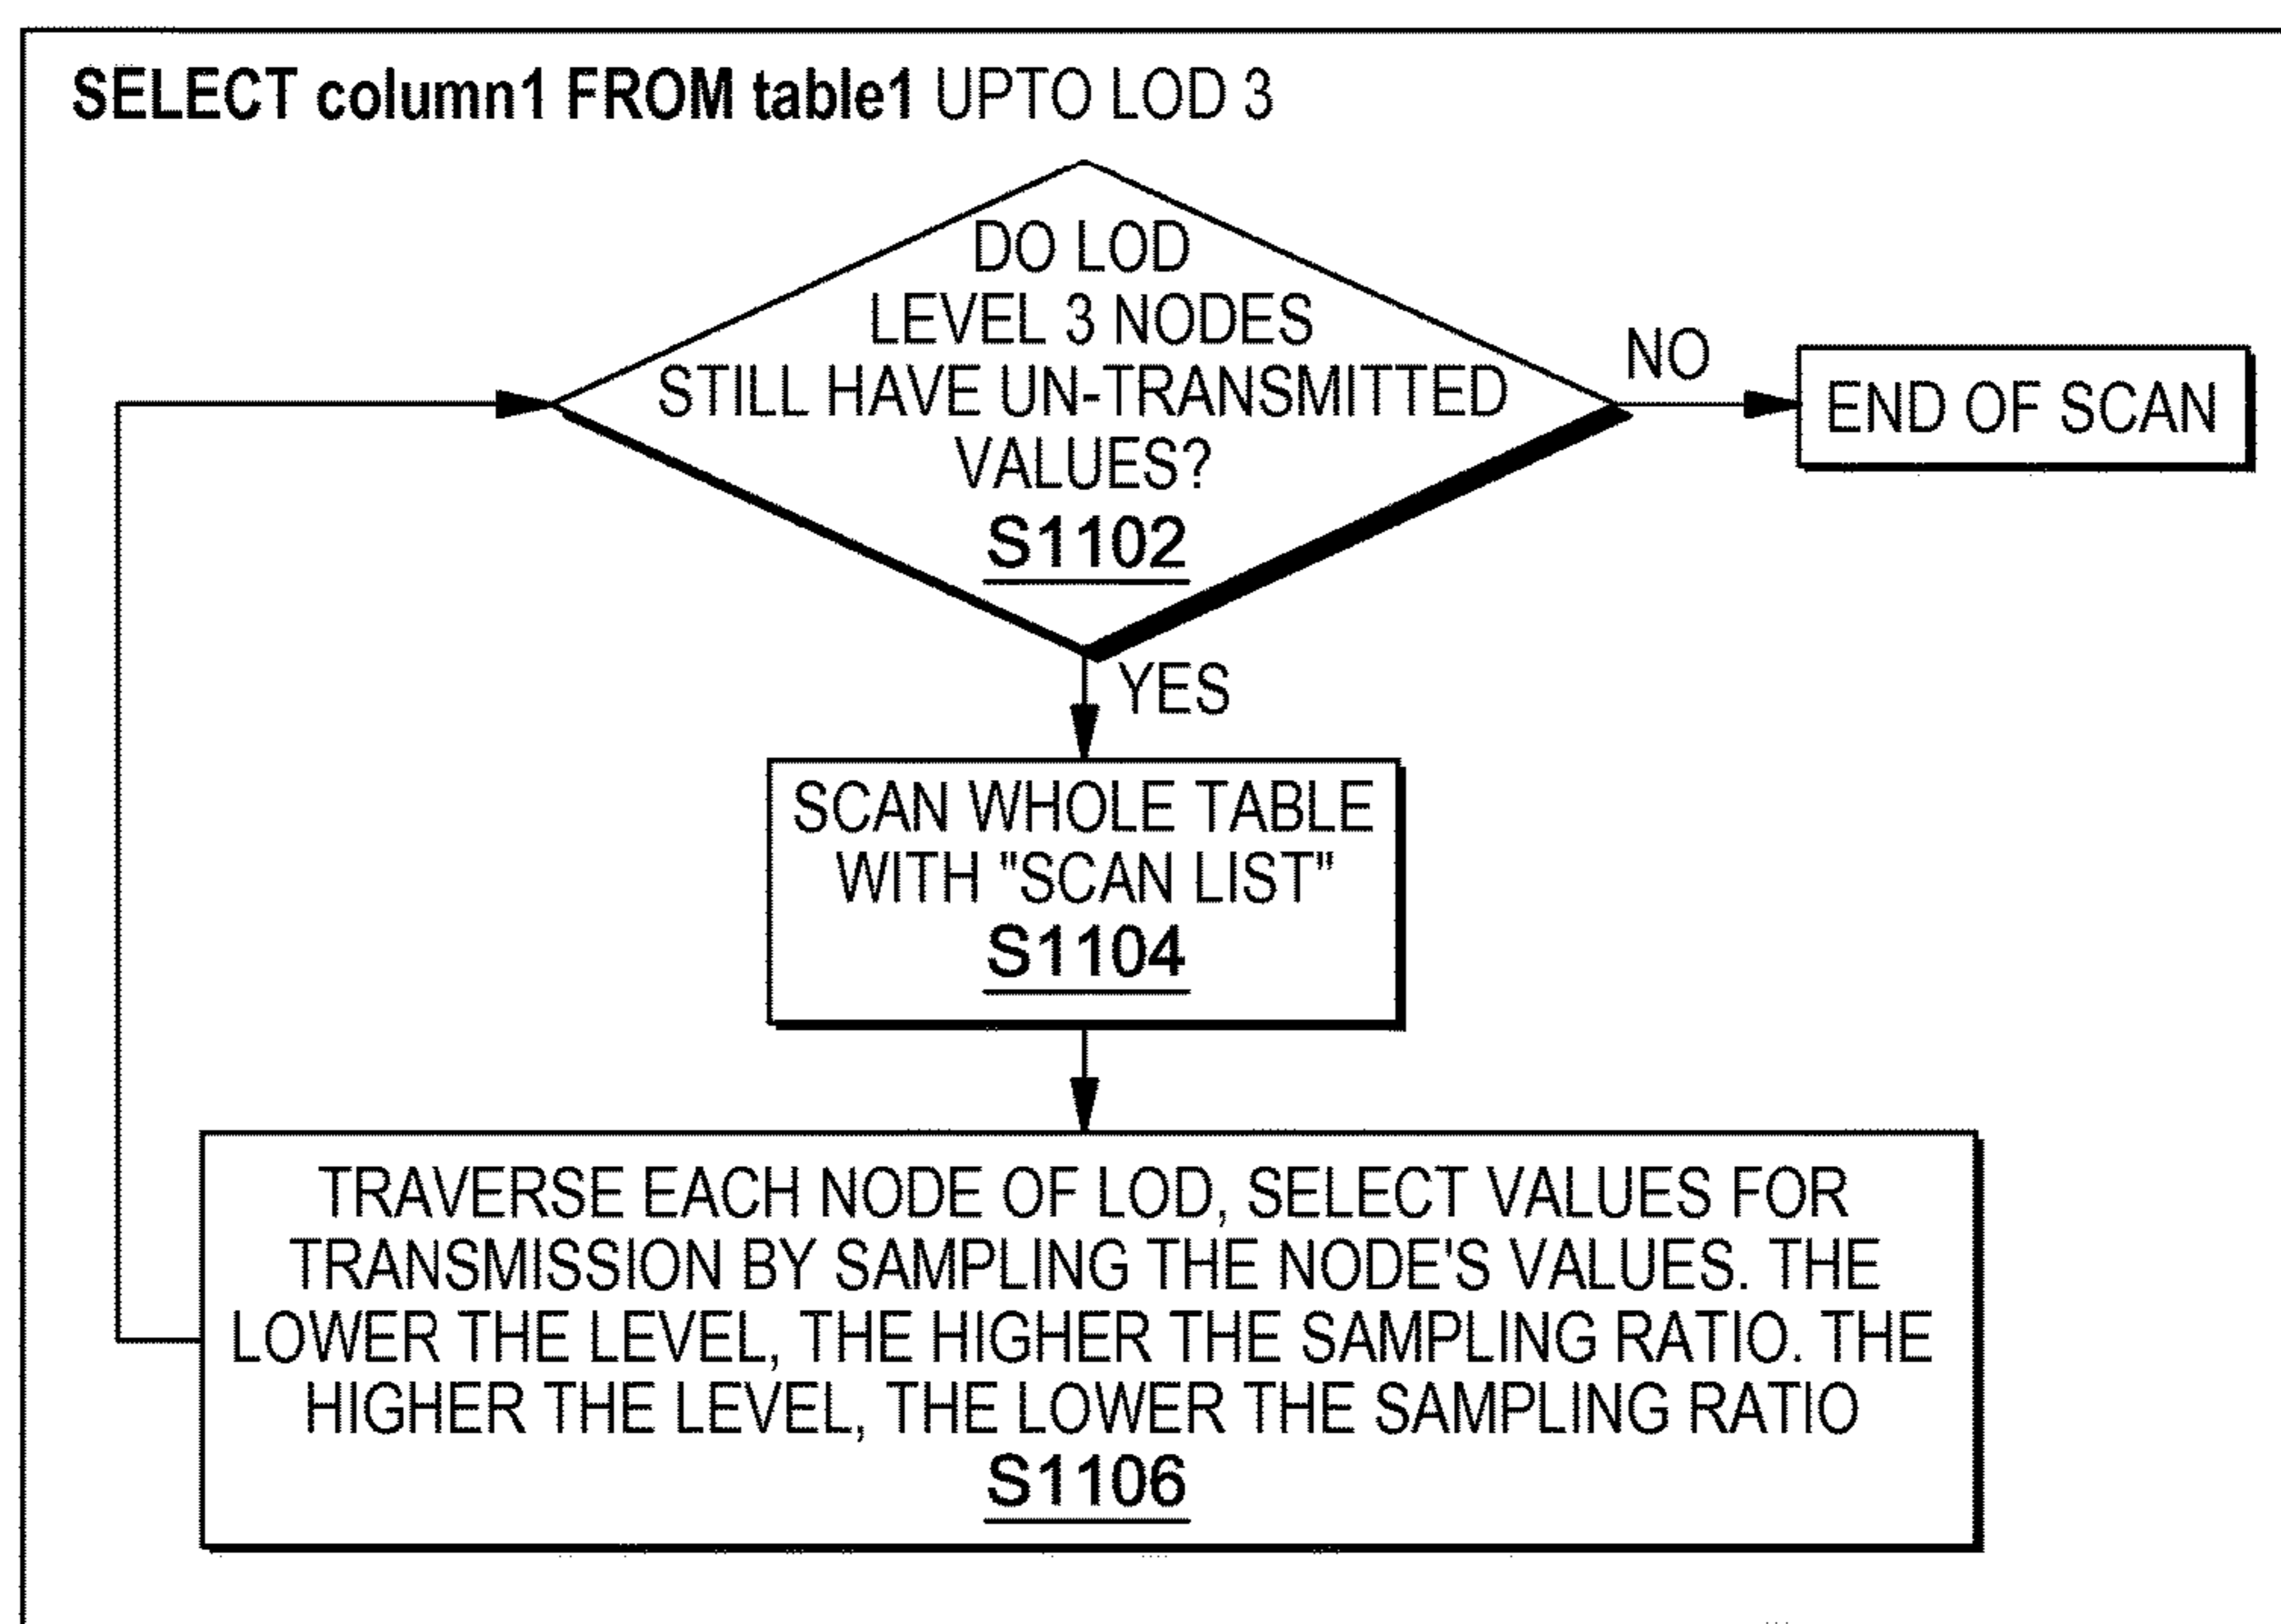 SELECT column1 FROM table1 UPTO LOD 3
DO LOD
LEVEL 3 NODES
STILL HAVE UN-TRANSMITTED
VALUES?
S1102
NO
END OF SCAN
YES
SCAN WHOLE TABLE
WITH "SCAN LIST"
S1104
TRAVERSE EACH NODE OF LOD, SELECT VALUES FOR
TRANSMISSION BY SAMPLING THE NODE'S VALUES. THE
LOWER THE LEVEL, THE HIGHER THE SAMPLING RATIO. THE
HIGHER THE LEVEL, THE LOWER THE SAMPLING RATIO
S1106